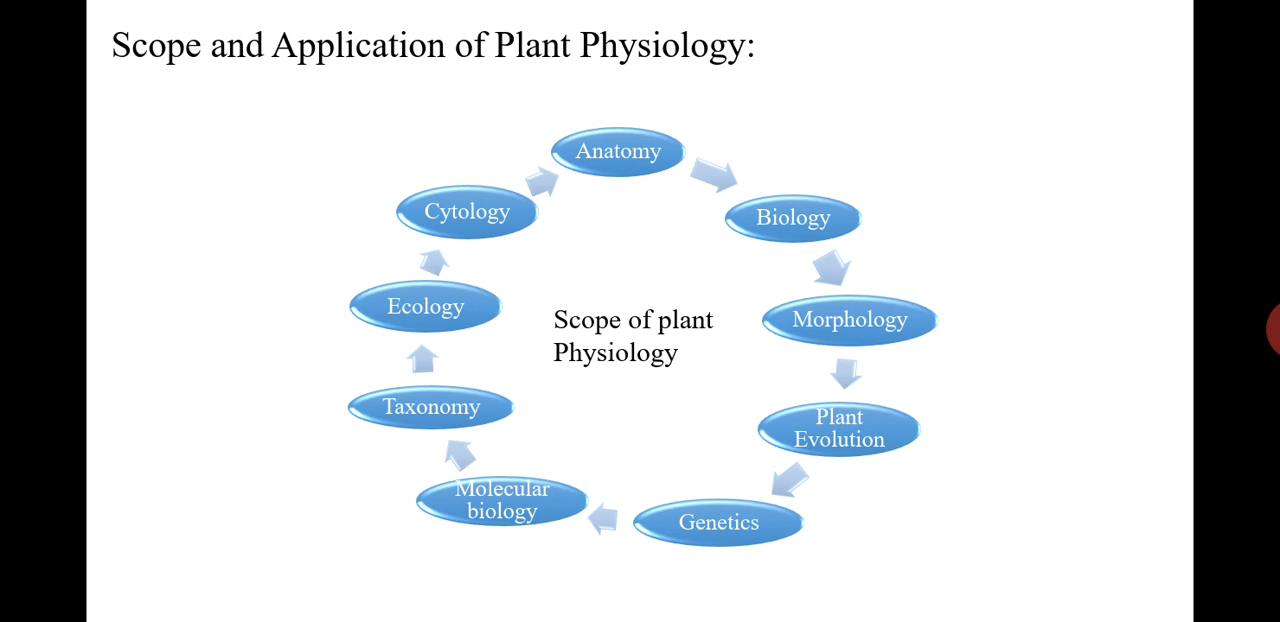 Scope and Application of Plant Physiology:
Anatomy
Biology
Morphology
Plant
Evolution
Genetics
Molecular
biology
Taxonomy
Ecology
Cytology
Scope of plant
Physiology